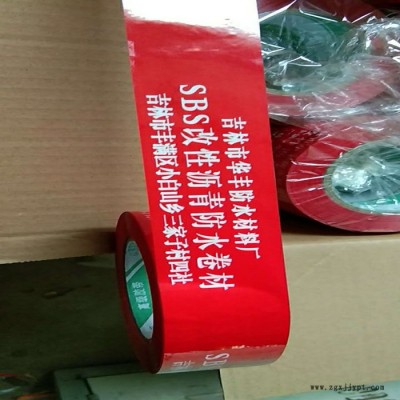 吉林市华丰防水材料厂
SBS改性沥青防水卷材
吉林市丰满区小白山乡三家子村四社
SBS
吉
www.zgzjjypt.com